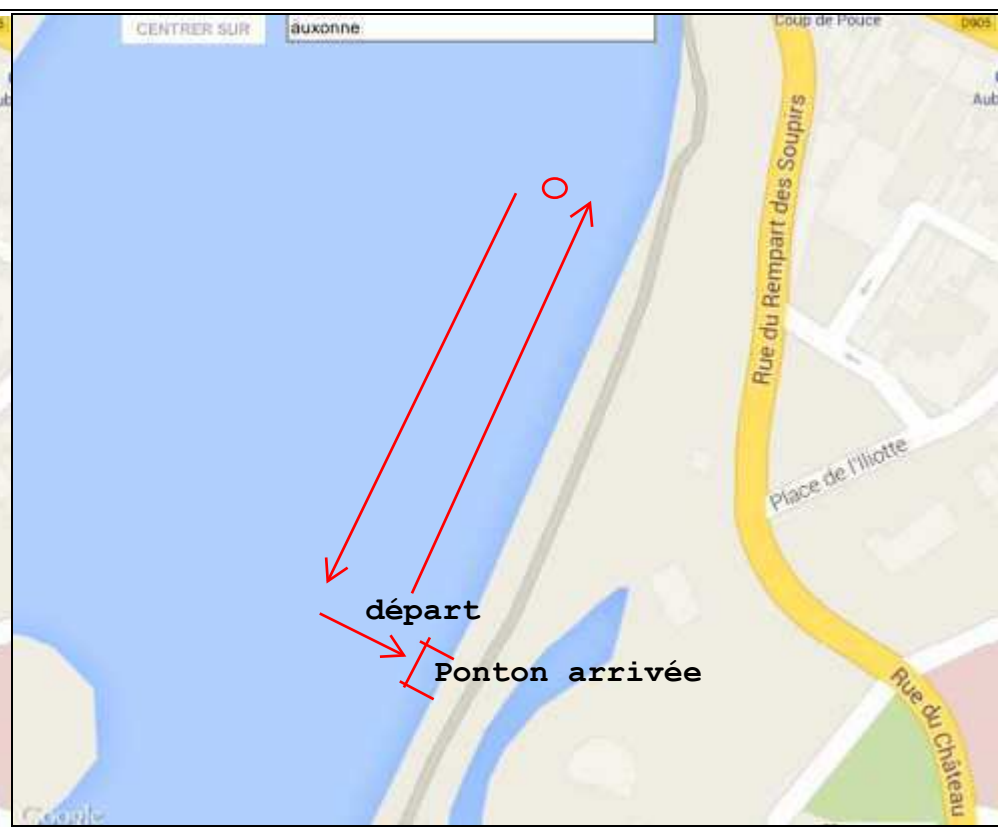 CENTRER SUR
auxonne
Coup de Pouce
D905
Aub
Rue du Rempart des Soupirs
Place de l'Iliotte
départ
Ponton arrivée
Rue du Château
Google